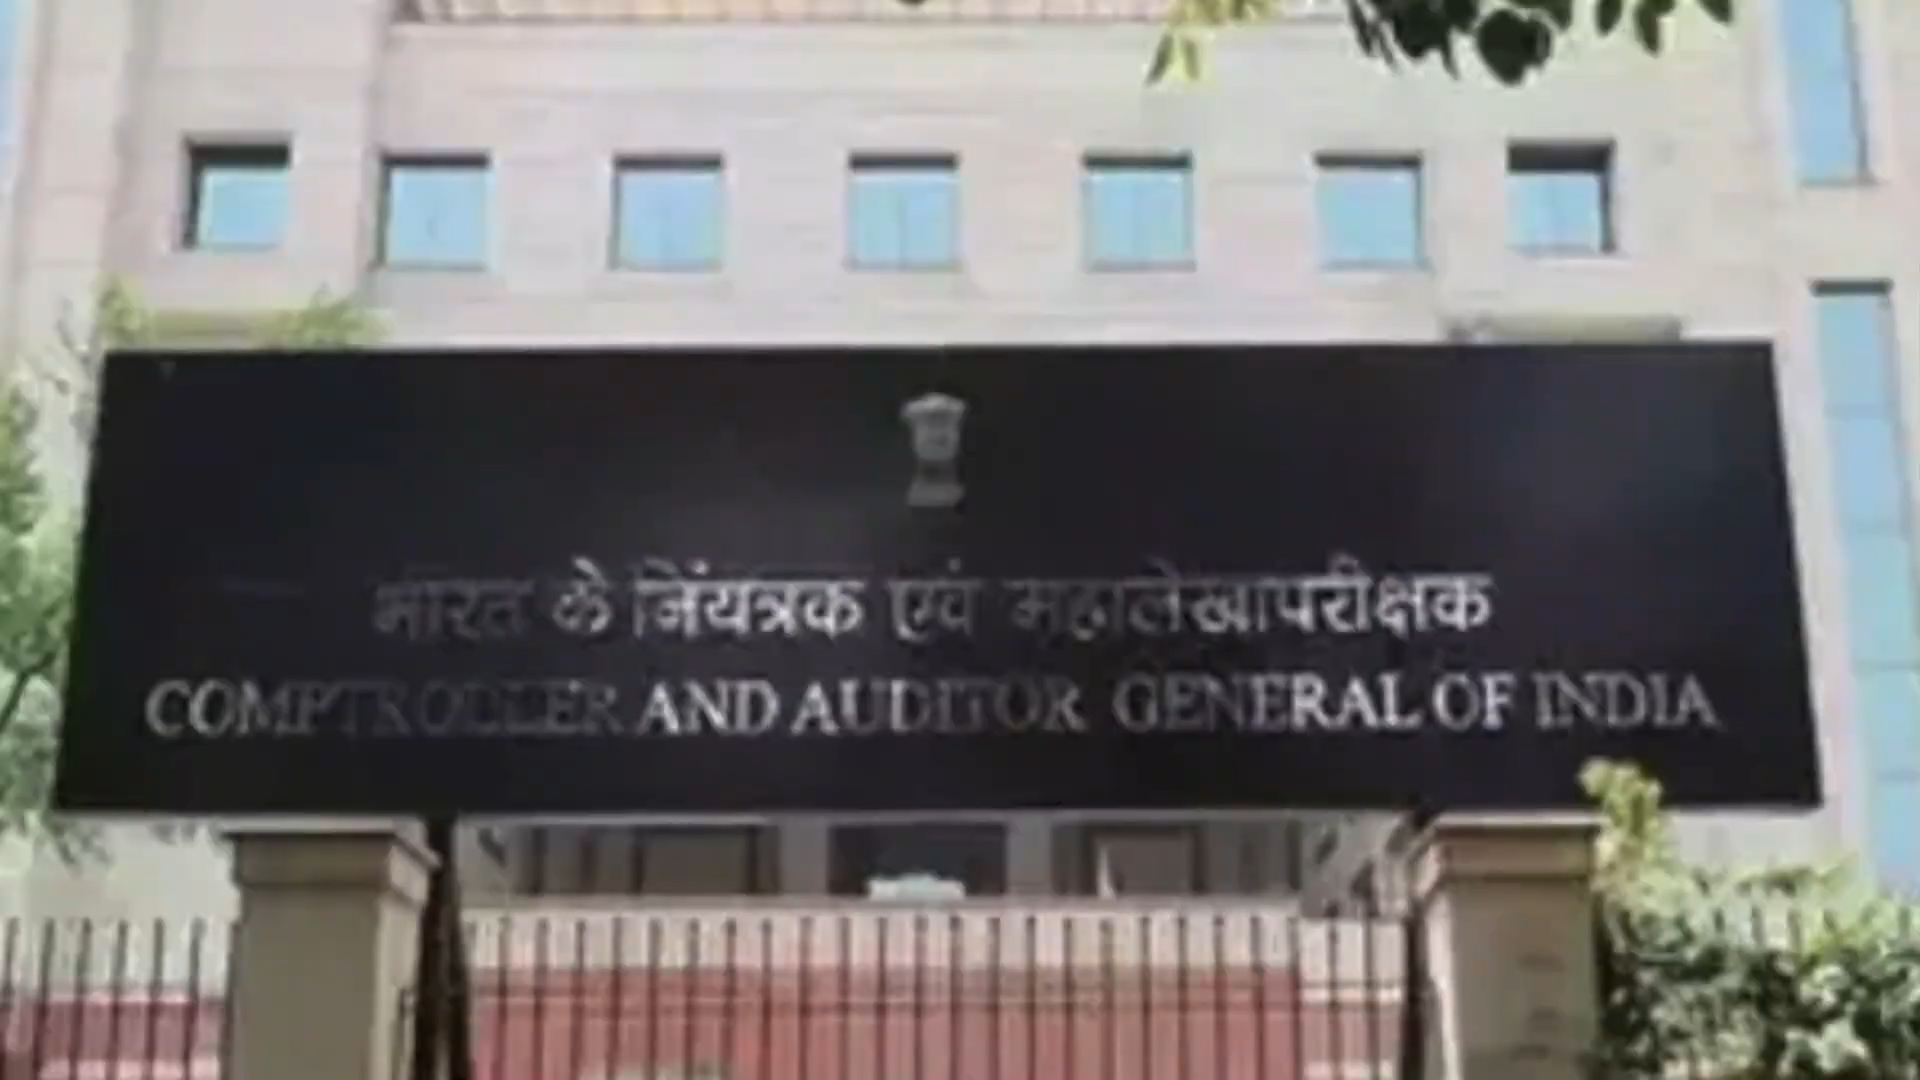 भारत के नियंत्रक एवं महालेखापरीक्षक
COMPTROLLER AND AUDITOR GENERAL OF INDIA